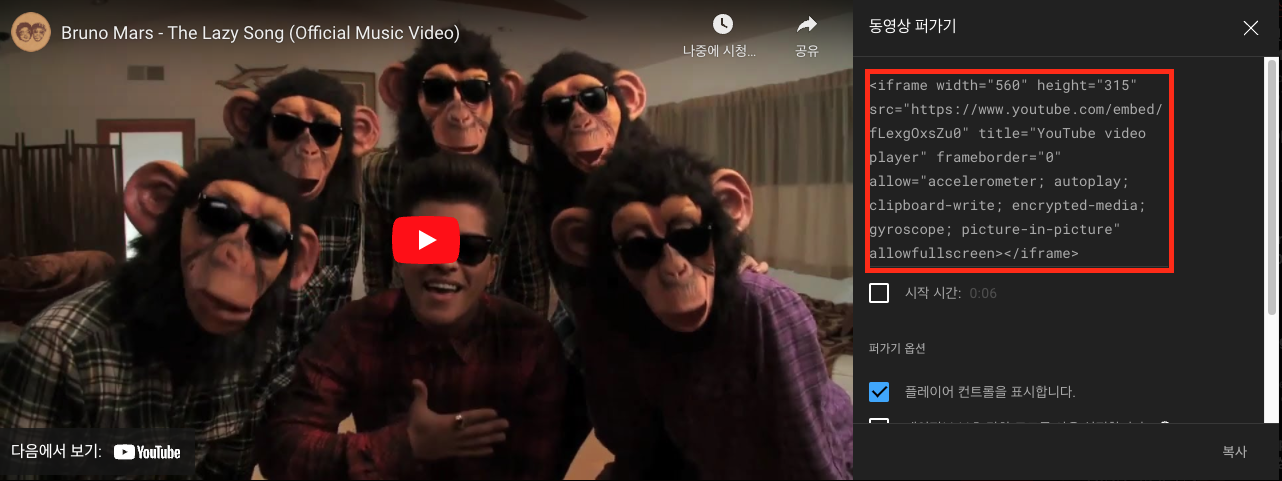 Bruno Mars - The Lazy Song (Official Music Video)
나중에 시청...
공유
다음에서 보기: YouTube
동영상 퍼가기
<iframe width="560" height="315"
src="https://www.youtube.com/embed/
fLexgOxsZu0" title="YouTube video
player" frameborder="0"
allow="accelerometer; autoplay;
clipboard-write; encrypted-media;
gyroscope; picture-in-picture"
allowfullscreen></iframe>
시작 시간: 0:06
퍼가기 옵션
플레이어 컨트롤을 표시합니다.
복사